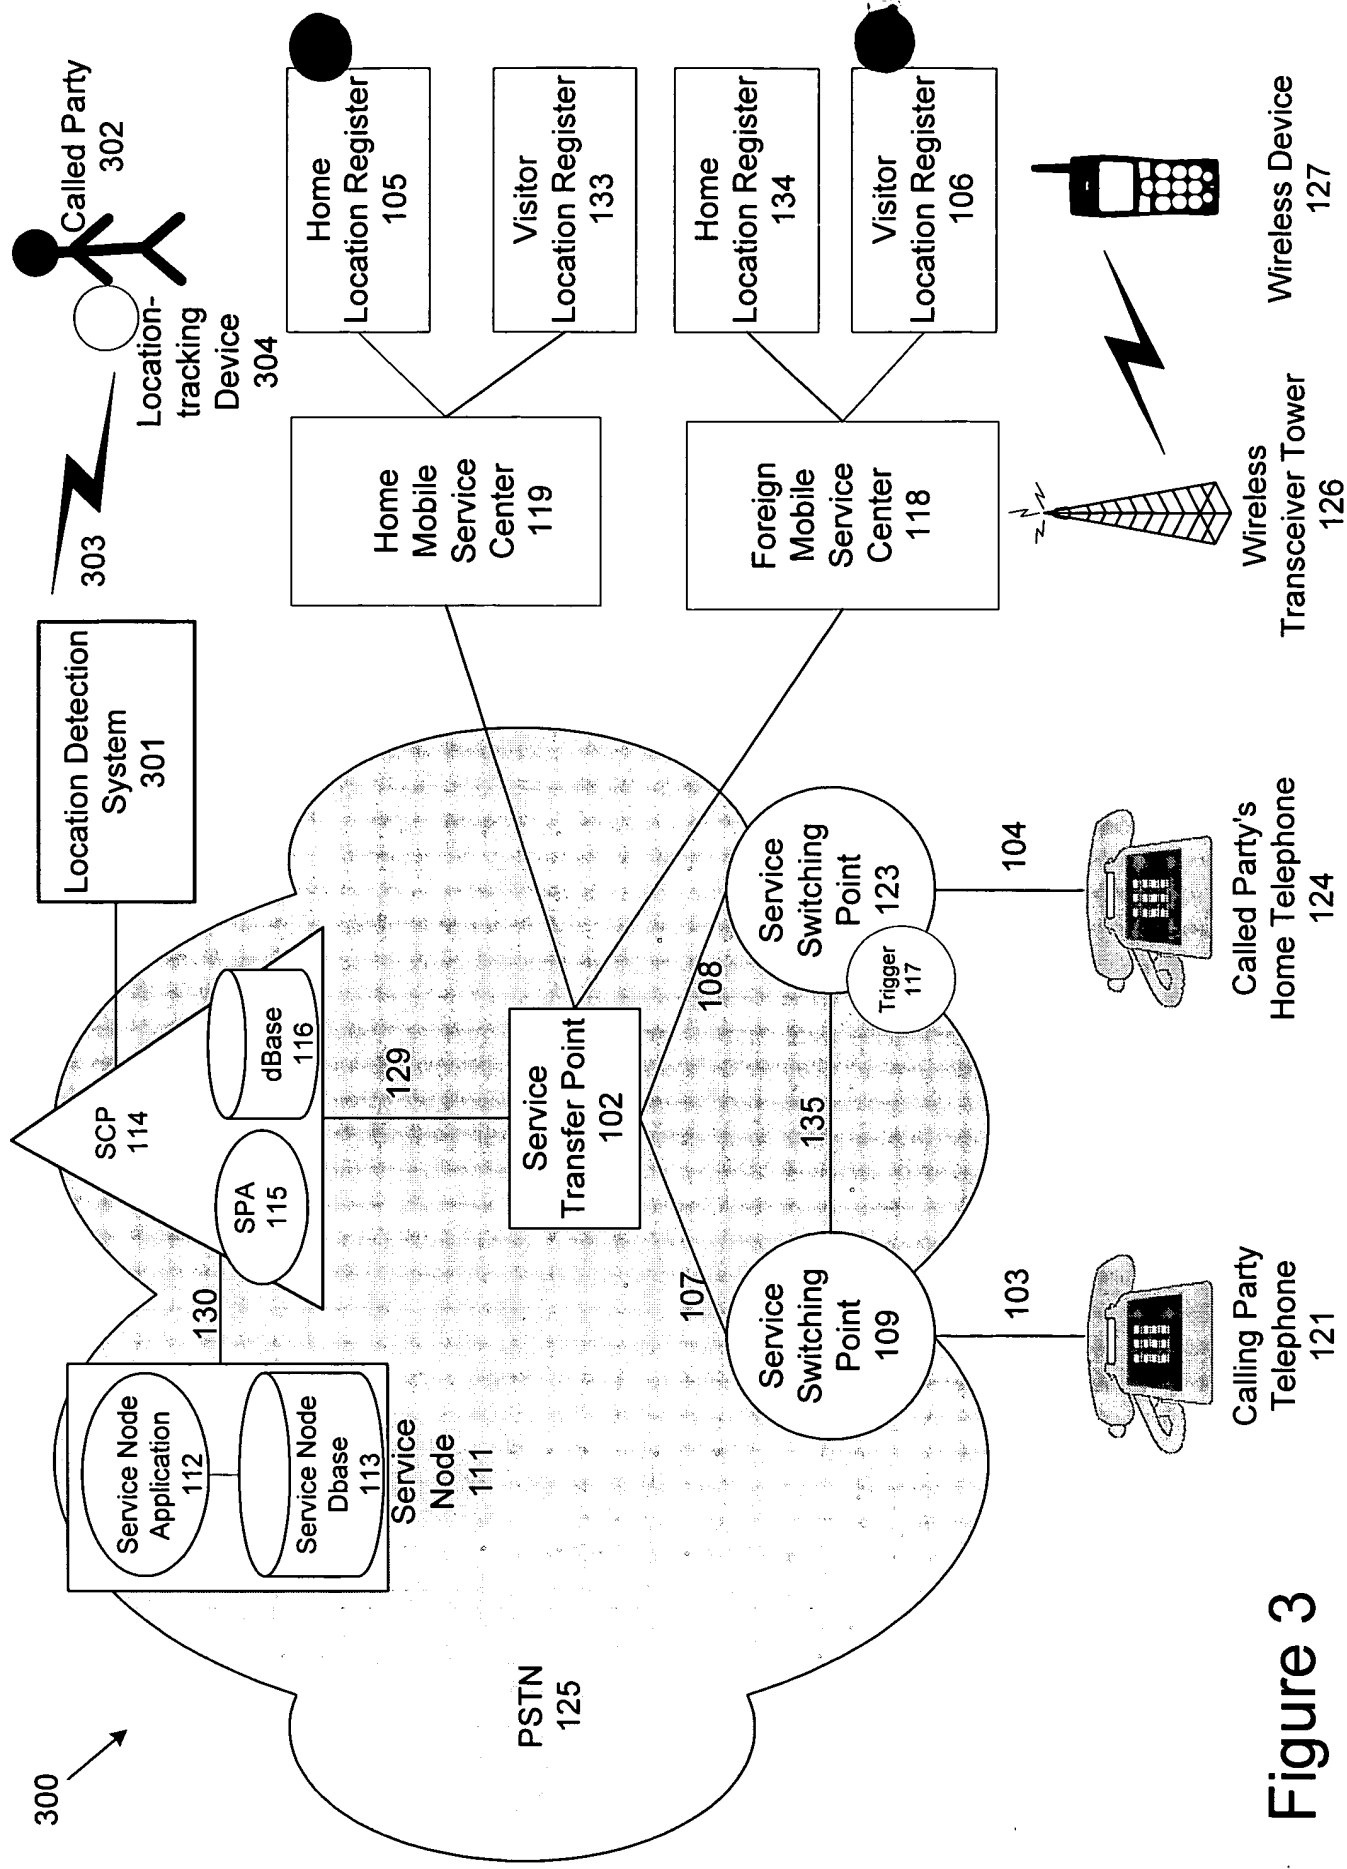 300
PSTN
125
Service Node
Application
112
Service Node
Dbase
113
Service
Node
111
130
SCP
114
SPA
115
dBase
116
129
Location Detection
System
301
303
Called Party
302
Location-
tracking
Device
304
Service
Transfer Point
102
107
108
135
Service
Switching
Point
109
Service
Switching
Point
123
Trigger
117
103
104
Home
Mobile
Service
Center
119
Foreign
Mobile
Service
Center
118
Home
Location Register
105
Visitor
Location Register
133
Home
Location Register
134
Visitor
Location Register
106
Calling Party
Telephone
121
Called Party's
Home Telephone
124
Wireless
Transceiver Tower
126
Wireless Device
127
Figure 3